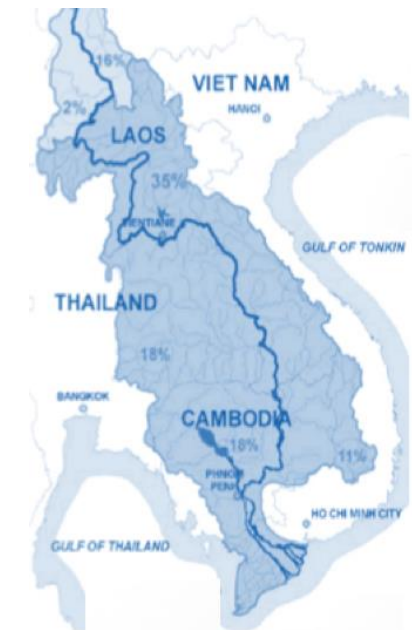 16%
VIET NAM
HANOI
2%
LAOS
35%
VIENTIANE
GULF OF TONKIN
THAILAND
18%
BANGKOK
CAMBODIA
18%
11%
PHNOM
PENH
HO CHI MINH CITY
GULF OF THAILAND